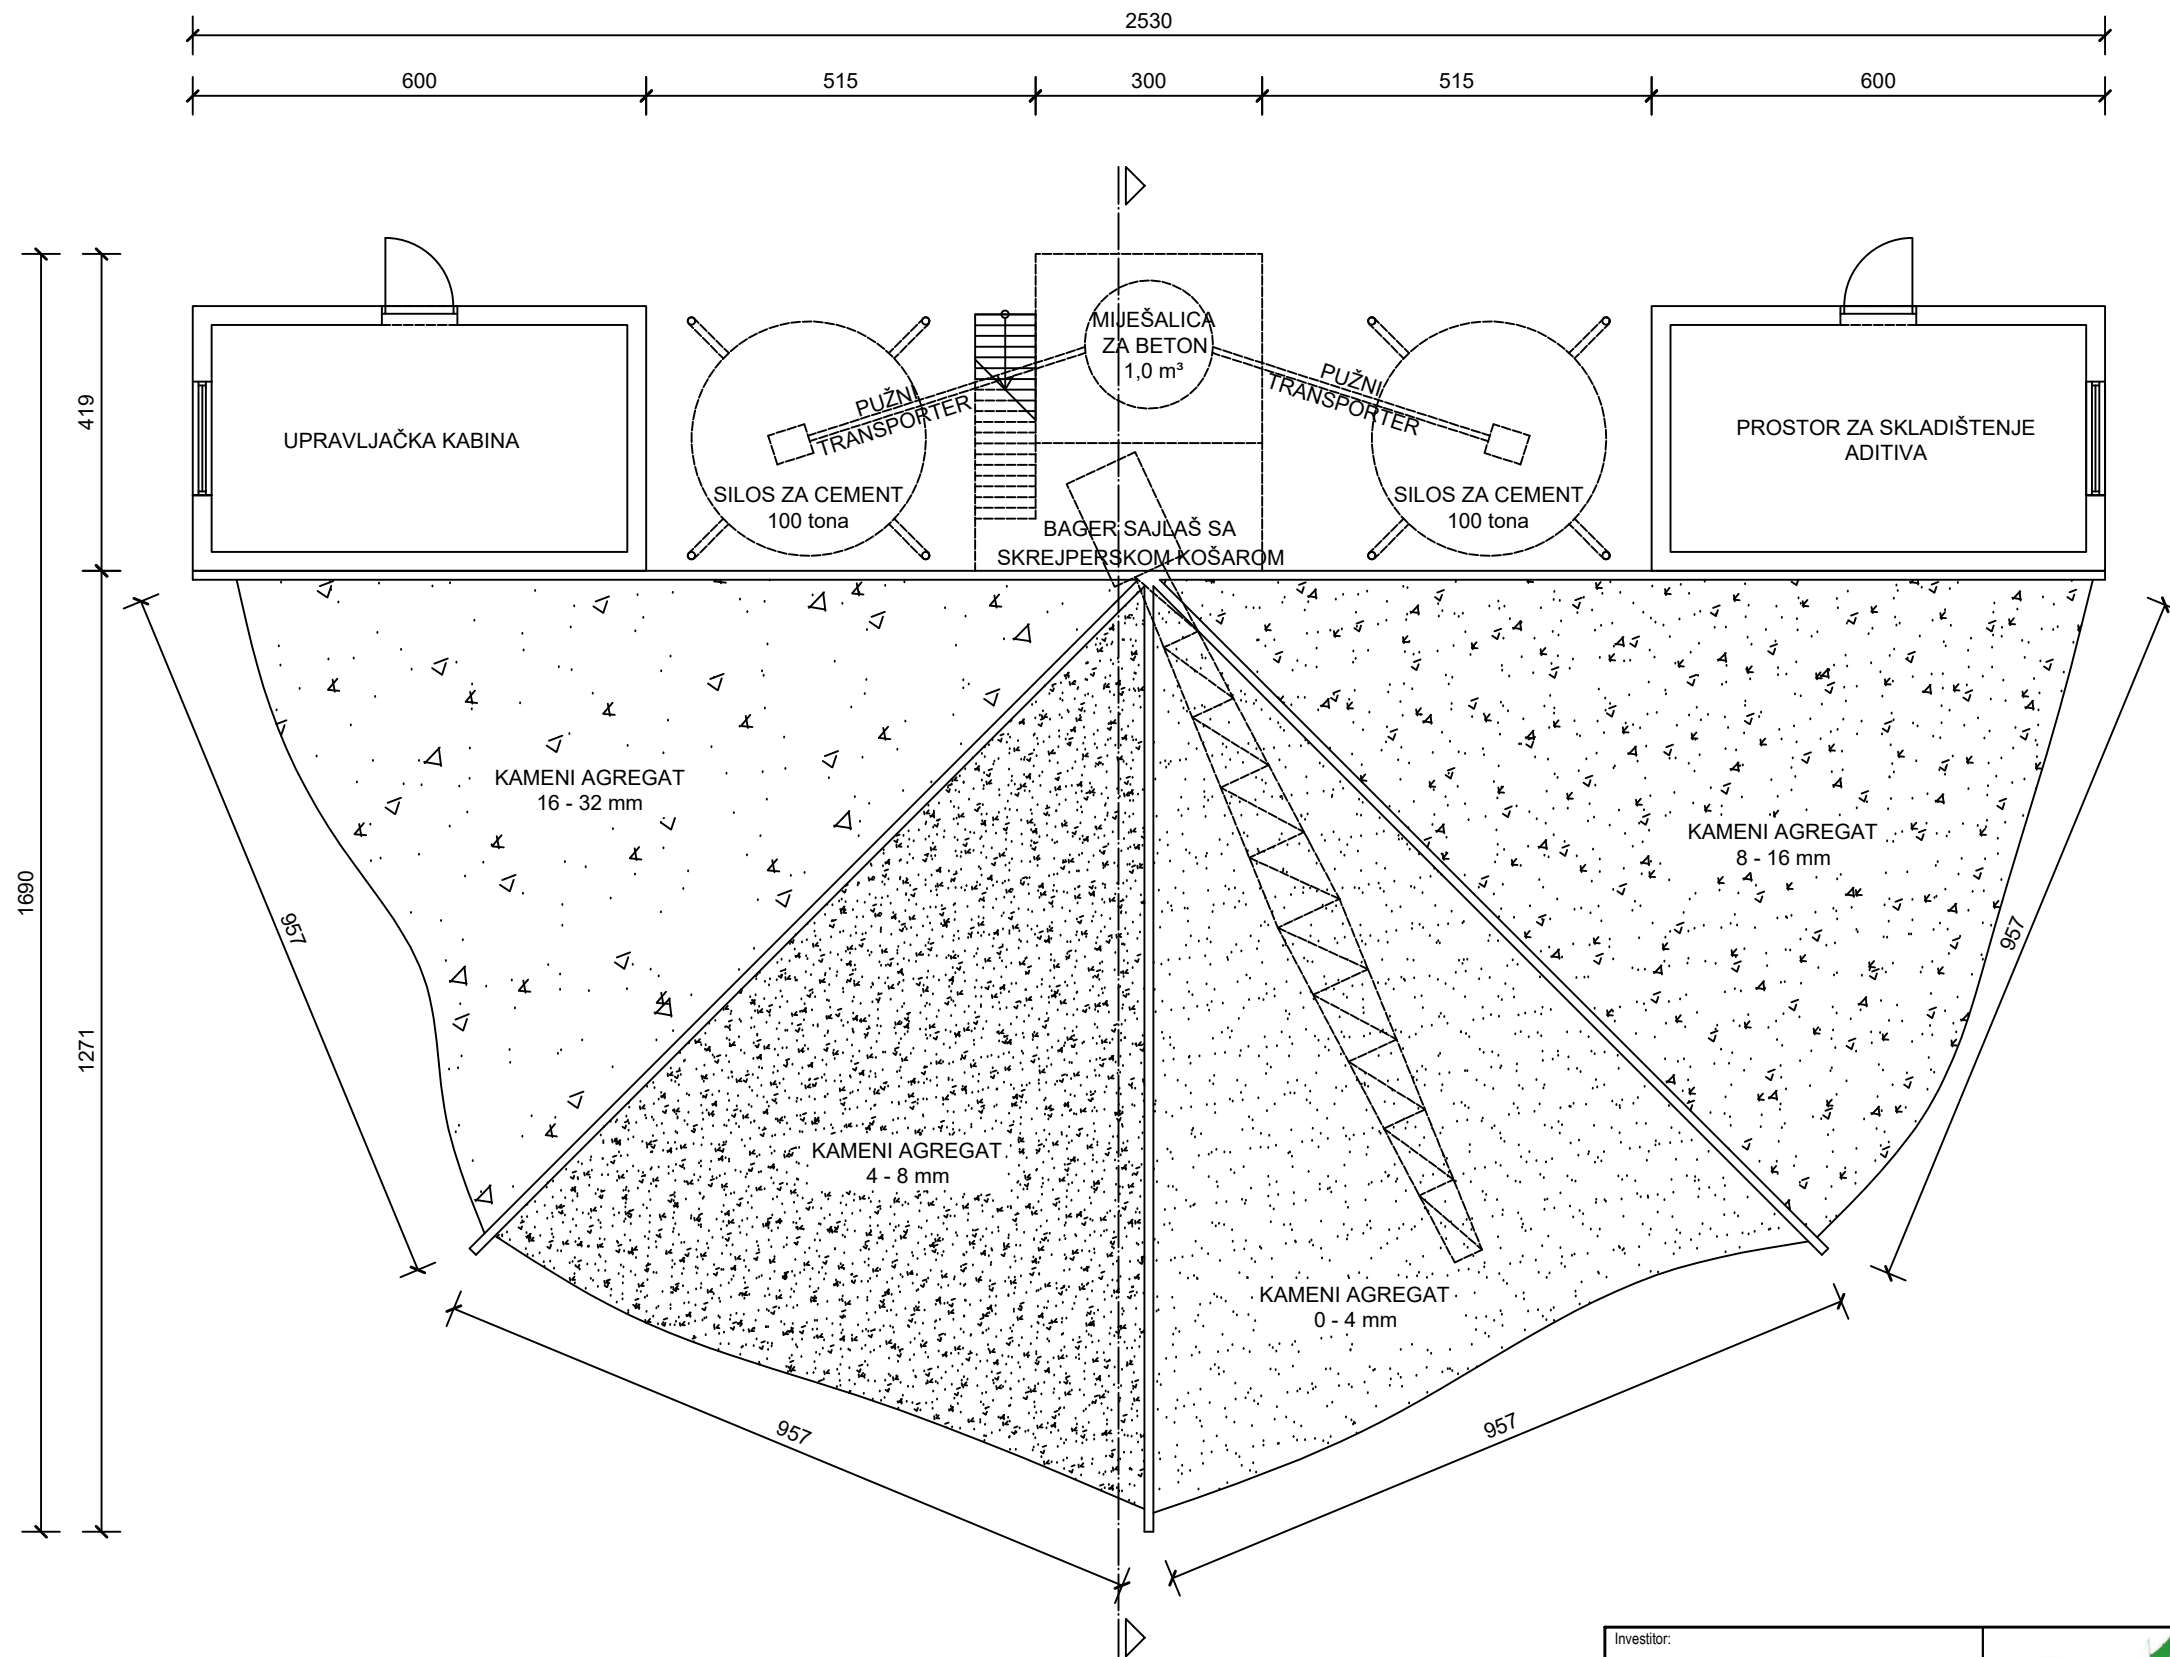 2530
600
515
300
515
600
419
1690
1271
MIJEŠALICA
ZA BETON
1,0 m³
PUŽNI
TRANSPORTER
PUŽNI
TRANSPORTER
UPRAVLJAČKA KABINA
PROSTOR ZA SKLADIŠTENJE
ADITIVA
SILOS ZA CEMENT
100 tona
SILOS ZA CEMENT
100 tona
BAGER SAJLAŠ SA
SKREJPERSKOM KOŠAROM
KAMENI AGREGAT
16 - 32 mm
KAMENI AGREGAT
8 - 16 mm
957
957
KAMENI AGREGAT
4 - 8 mm
KAMENI AGREGAT
0 - 4 mm
957
957
Investitor: